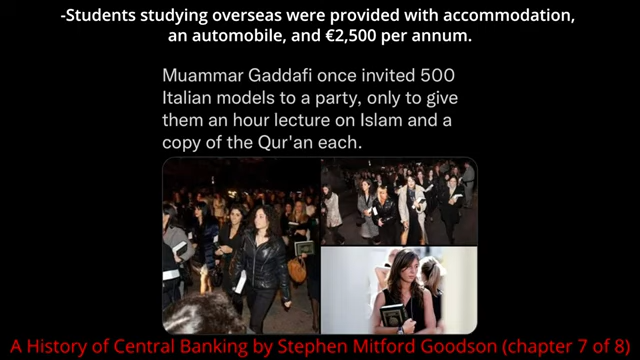 -Students studying overseas were provided with accommodation,
an automobile, and €2,500 per annum.
Muammar Gaddafi once invited 500
Italian models to a party, only to give
them an hour lecture on Islam and a
copy of the Qur'an each.
A History of Central Banking by Stephen Mitford Goodson (chapter 7 of 8)